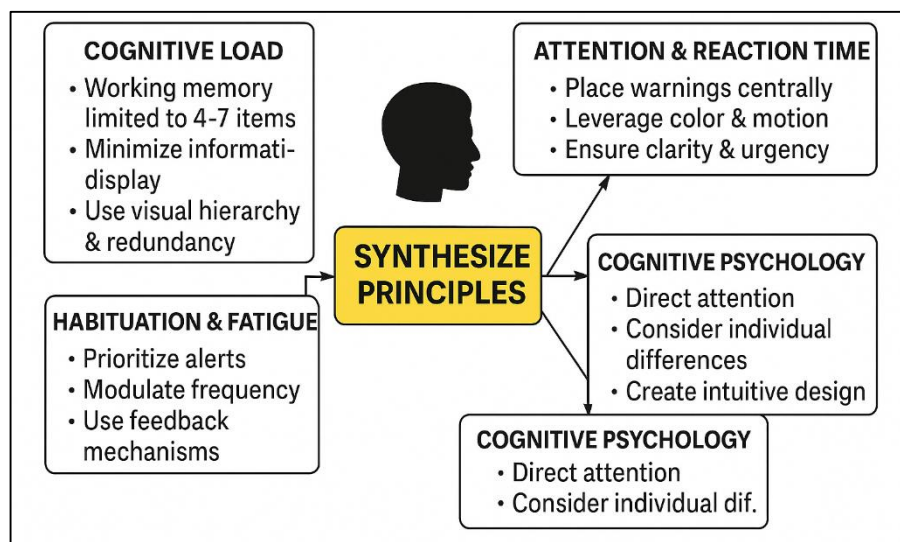 COGNITIVE LOAD
• Working memory
limited to 4-7 items
• Minimize informati-
display
• Use visual hierarchy
& redundancy
ATTENTION & REACTION TIME
• Place warnings centrally
• Leverage color & motion
• Ensure clarity & urgency
SYNTHESIZE
PRINCIPLES
HABITUATION & FATIGUE
• Prioritize alerts
• Modulate frequency
• Use feedback
mechanisms
COGNITIVE PSYCHOLOGY
• Direct attention
• Consider individual
differences
• Create intuitive design
COGNITIVE PSYCHOLOGY
• Direct attention
• Consider individual dif.